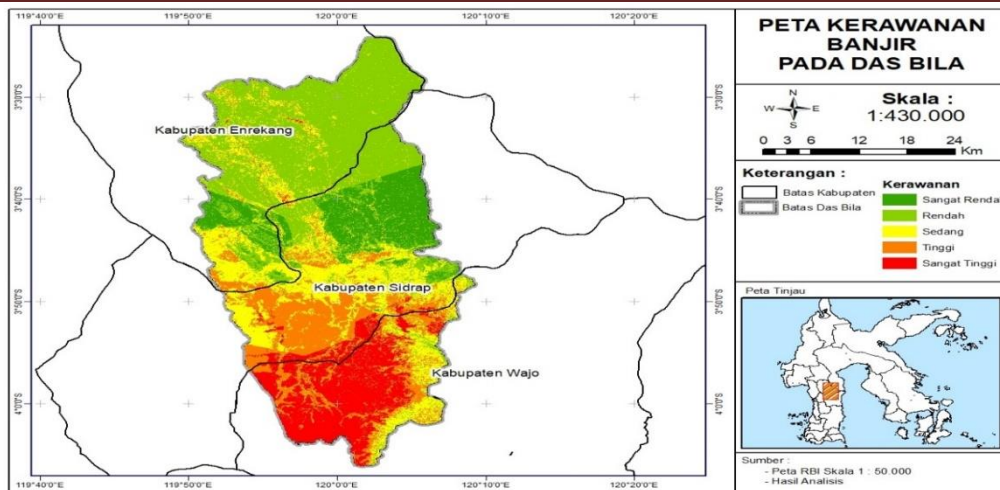 119°40'0"E
119°50'0"E
120°0'0"E
120°10'0"E
120°20'0"E
3°30'0"S
3°40'0"S
3°50'0"S
4°0'0"S
Kabupaten Enrekang
Kabupaten Sidrap
Kabupaten Wajo
3°30'0"S
3°40'0"S
3°50'0"S
4°0'0"S
119°40'0"E
119°50'0"E
120°0'0"E
120°10'0"E
120°20'0"E
PETA KERAWANAN
BANJIR
PADA DAS BILA
N
W E
S
Skala :
1:430.000
0 3 6 12 18 24
Km
Keterangan :
Batas Kabupaten
Batas Das Bila
Kerawanan
Sangat Renda
Rendah
Sedang
Tinggi
Sangat Tinggi
Peta Tinjau
Sumber :
- Peta RBI Skala 1 : 50.000
- Hasil Analisis